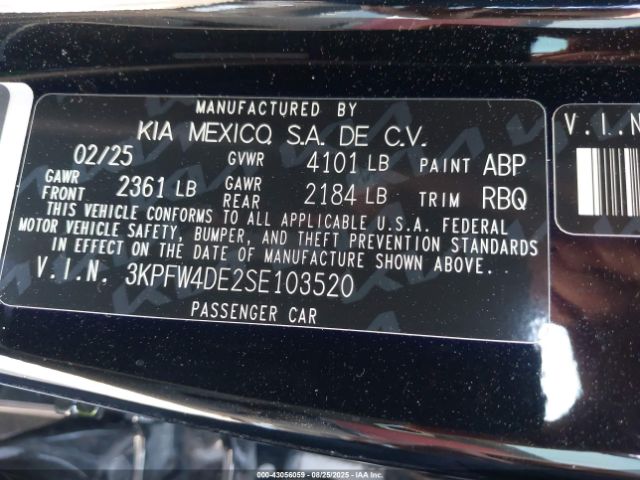 MANUFACTURED BY
KIA MEXICO, S.A. DE C.V.
02/25 GVWR 4101 LB PAINT ABP
GAWR FRONT 2361 LB GAWR REAR 2184 LB TRIM RBQ
THIS VEHICLE CONFORMS TO ALL APPLICABLE U.S.A. FEDERAL
MOTOR VEHICLE SAFETY, BUMPER, AND THEFT PREVENTION STANDARDS
IN EFFECT ON THE DATE OF MANUFACTURE SHOWN ABOVE.
V.I.N. 3KPFW4DE2SE103520
PASSENGER CAR
V.I.N
000-43056059 - 08/25/2025 - IAAI Copart